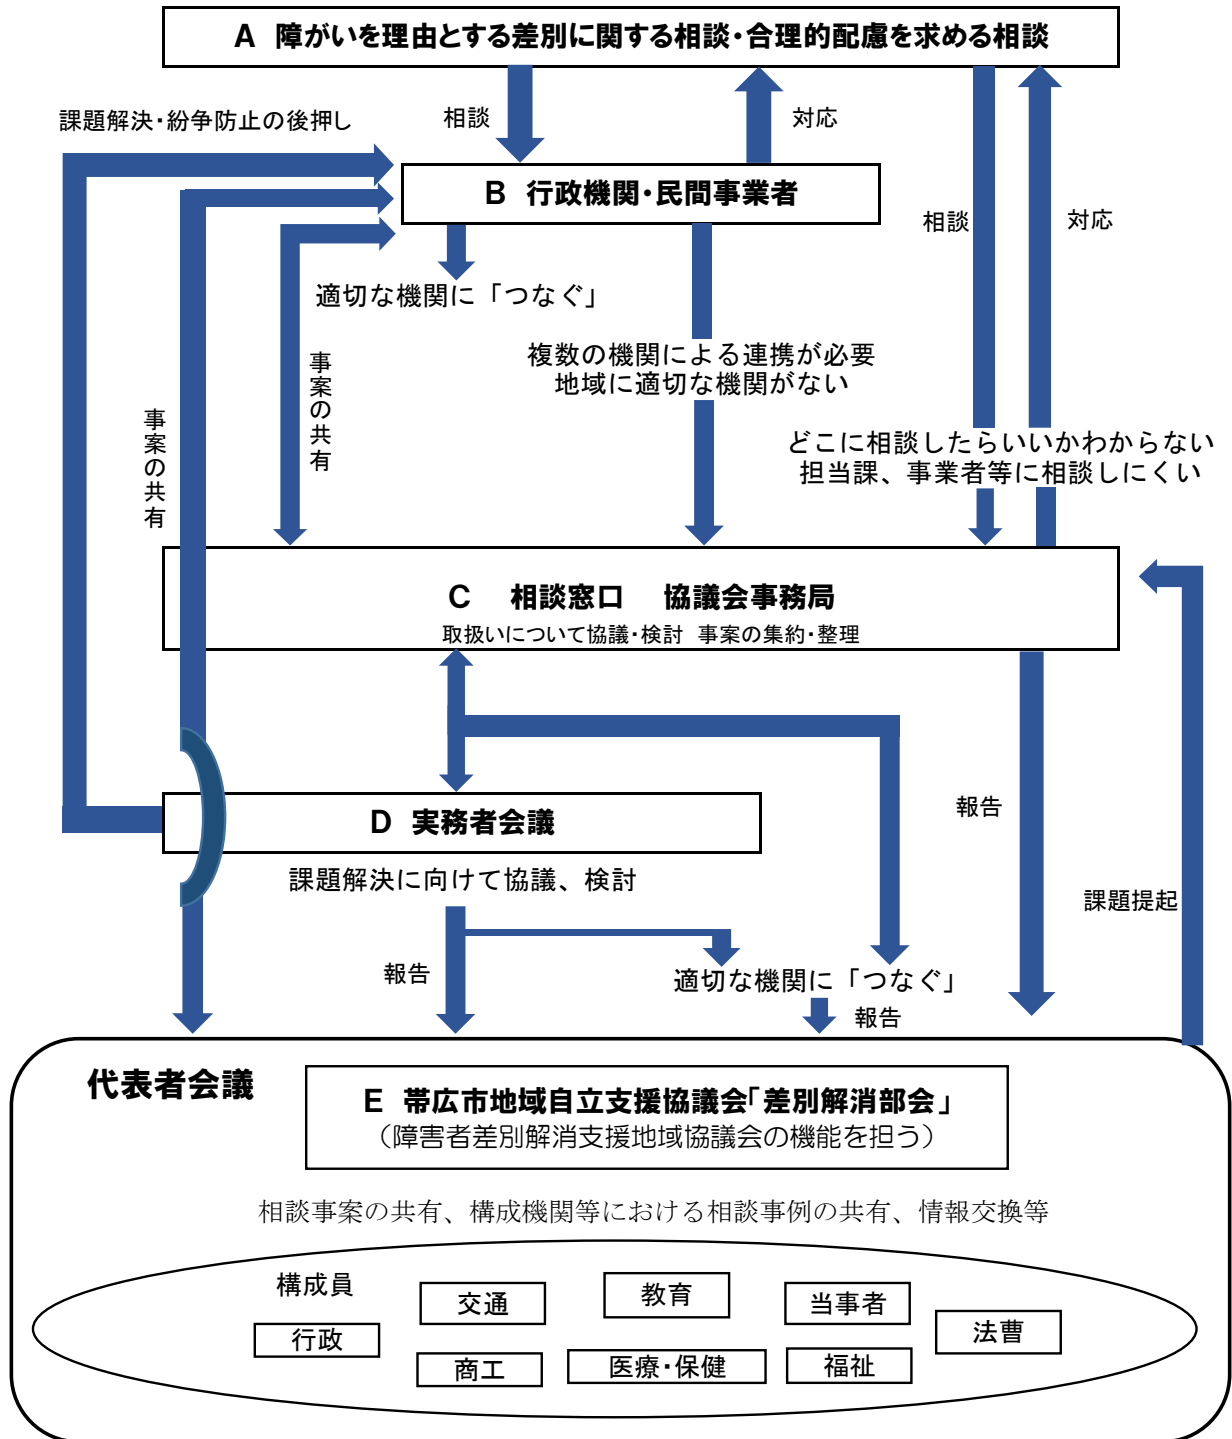 A 障がいを理由とする差別に関する相談・合理的配慮を求める相談
課題解決・紛争防止の後押し
相談
対応
B 行政機関・民間事業者
相談
対応
適切な機関に「つなぐ」
複数の機関による連携が必要
地域に適切な機関がない
事案の共有
事案の共有
どこに相談したらいいかわからない
担当課、事業者等に相談しにくい
C 相談窓口 協議会事務局
取扱いについて協議・検討 事案の集約・整理
D 実務者会議
報告
課題解決に向けて協議、検討
課題提起
報告
適切な機関に「つなぐ」
報告
代表者会議
E 帯広市地域自立支援協議会「差別解消部会」
(障害者差別解消支援地域協議会の機能を担う)
相談事案の共有、構成機関等における相談事例の共有、情報交換等
構成員
交通
教育
当事者
法曹
行政
商工
医療・保健
福祉